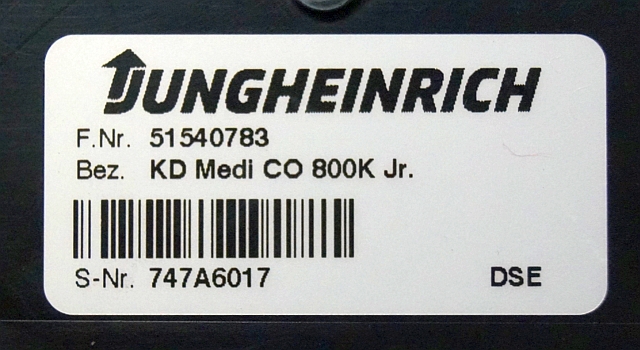 JUNGHEINRICH
F.Nr. 51540783
Bez. KD Medi CO 800K Jr.
S-Nr. 747A6017 DSE